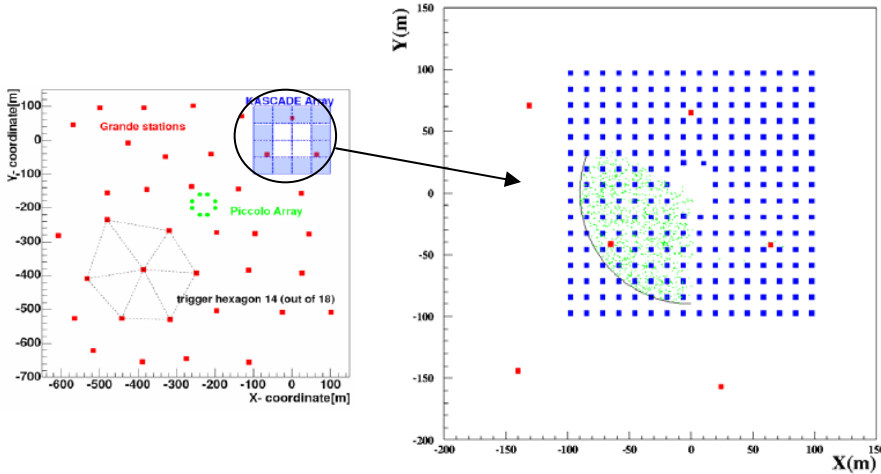 KASCADE Array
Grande stations
Piccolo Array
trigger hexagon 14 (out of 18)
Y- coordinate[m]
100
0
-100
-200
-300
-400
-500
-600
-700
-600 -500 -400 -300 -200 -100 0 100
X- coordinate[m]
Y(m)
150
100
50
0
-50
-100
-150
-200
-200 -150 -100 -50 0 50 100 150
X(m)